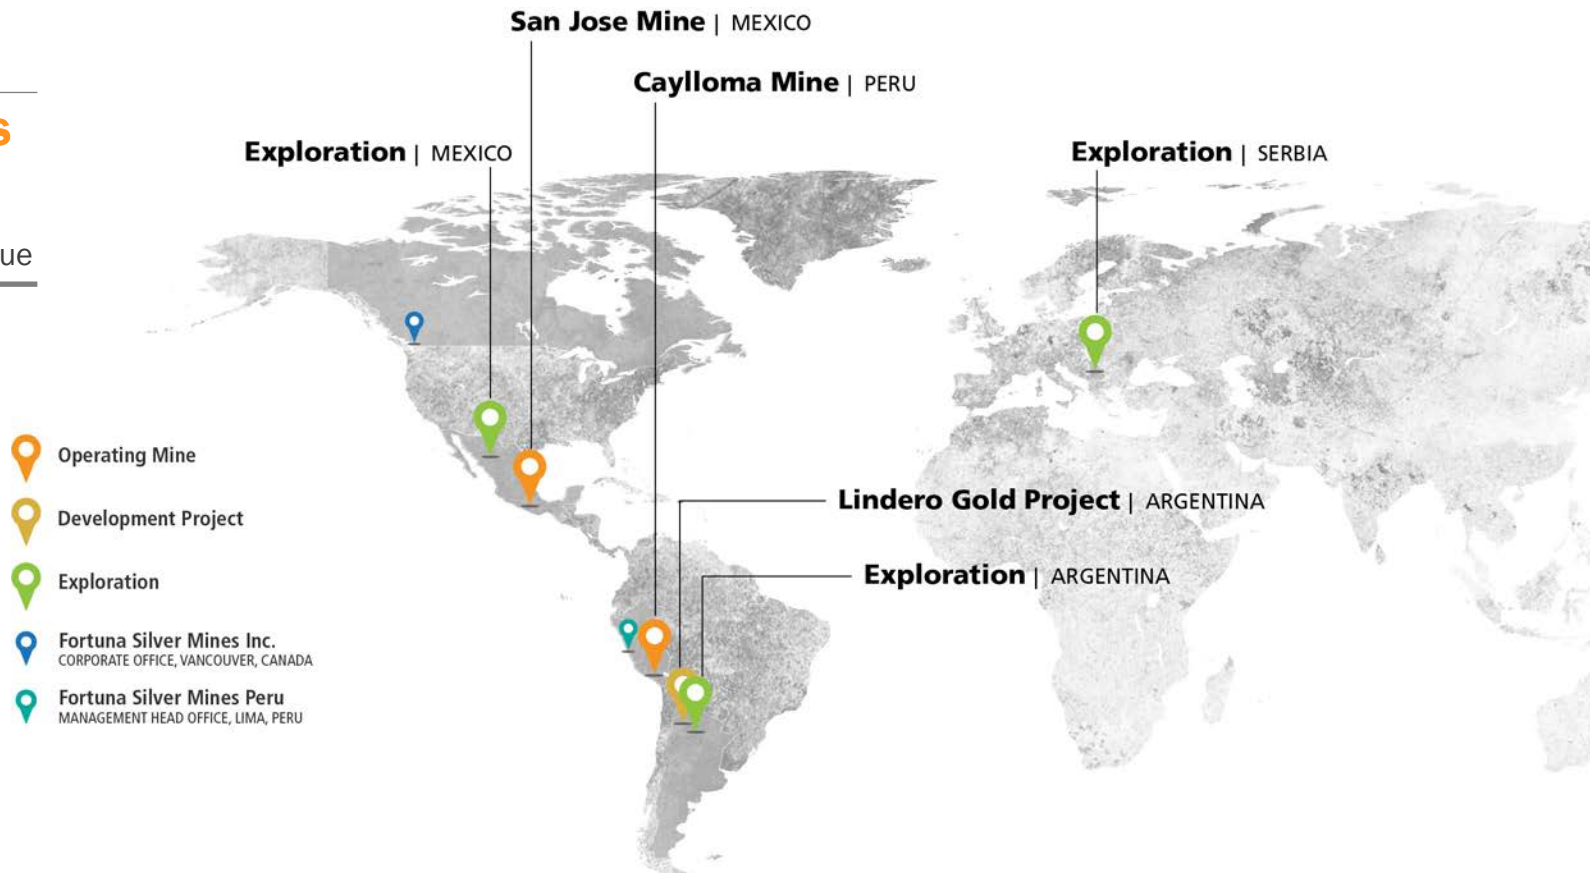 San Jose Mine | MEXICO
Caylloma Mine | PERU
Exploration | MEXICO
Exploration | SERBIA
s
ue
Operating Mine
Development Project
Exploration
Fortuna Silver Mines Inc.
CORPORATE OFFICE, VANCOUVER, CANADA
Fortuna Silver Mines Peru
MANAGEMENT HEAD OFFICE, LIMA, PERU
Lindero Gold Project | ARGENTINA
Exploration | ARGENTINA